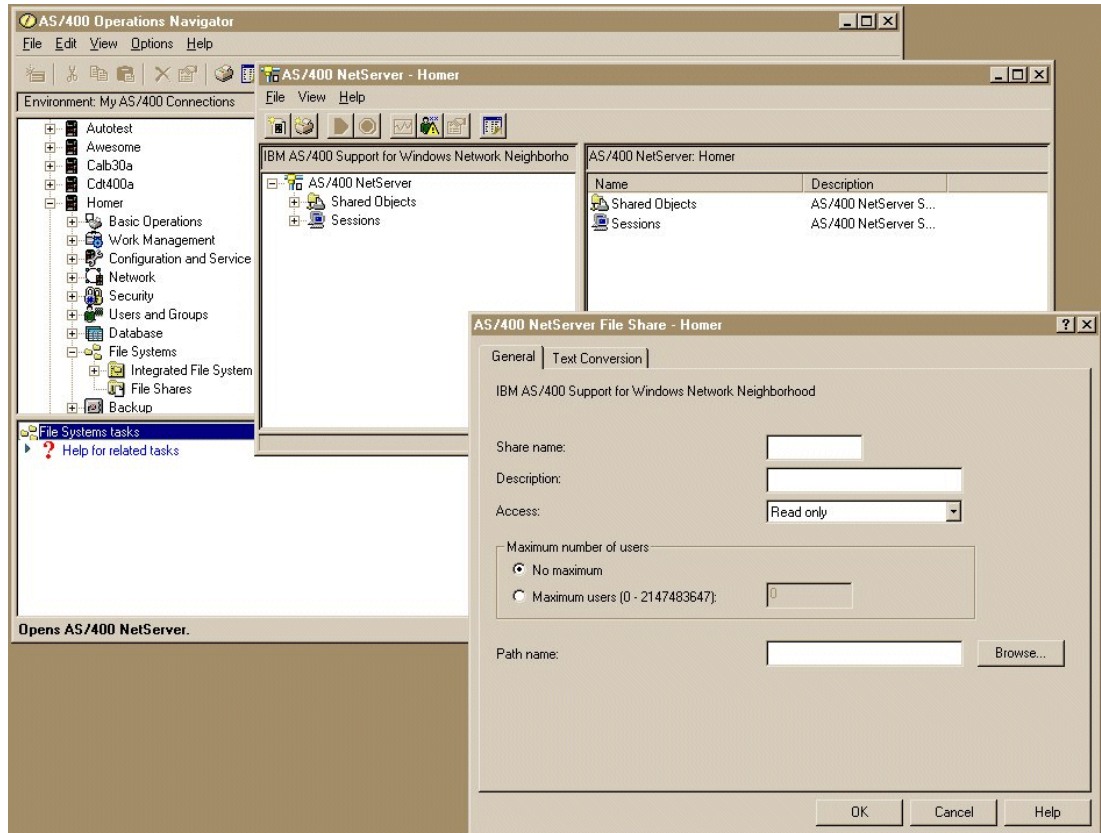 AS/400 Operations Navigator
File Edit View Options Help
Environment: My AS/400 Connections
Autotest
Awesome
Calb30a
Cdt400a
Homer
Basic Operations
Work Management
Configuration and Service
Network
Security
Users and Groups
Database
File Systems
Integrated File System
File Shares
Backup
File Systems tasks
? Help for related tasks
Opens AS/400 NetServer.
AS/400 NetServer - Homer
File View Help
IBM AS/400 Support for Windows Network Neighborho
AS/400 NetServer
Shared Objects
Sessions
AS/400 NetServer: Homer
Name Description
Shared Objects AS/400 NetServer S...
Sessions AS/400 NetServer S...
AS/400 NetServer File Share - Homer
General Text Conversion
IBM AS/400 Support for Windows Network Neighborhood
Share name:
Description:
Access: Read only
Maximum number of users
No maximum
Maximum users (0 - 2147483647): 0
Path name: Browse...
OK Cancel Help